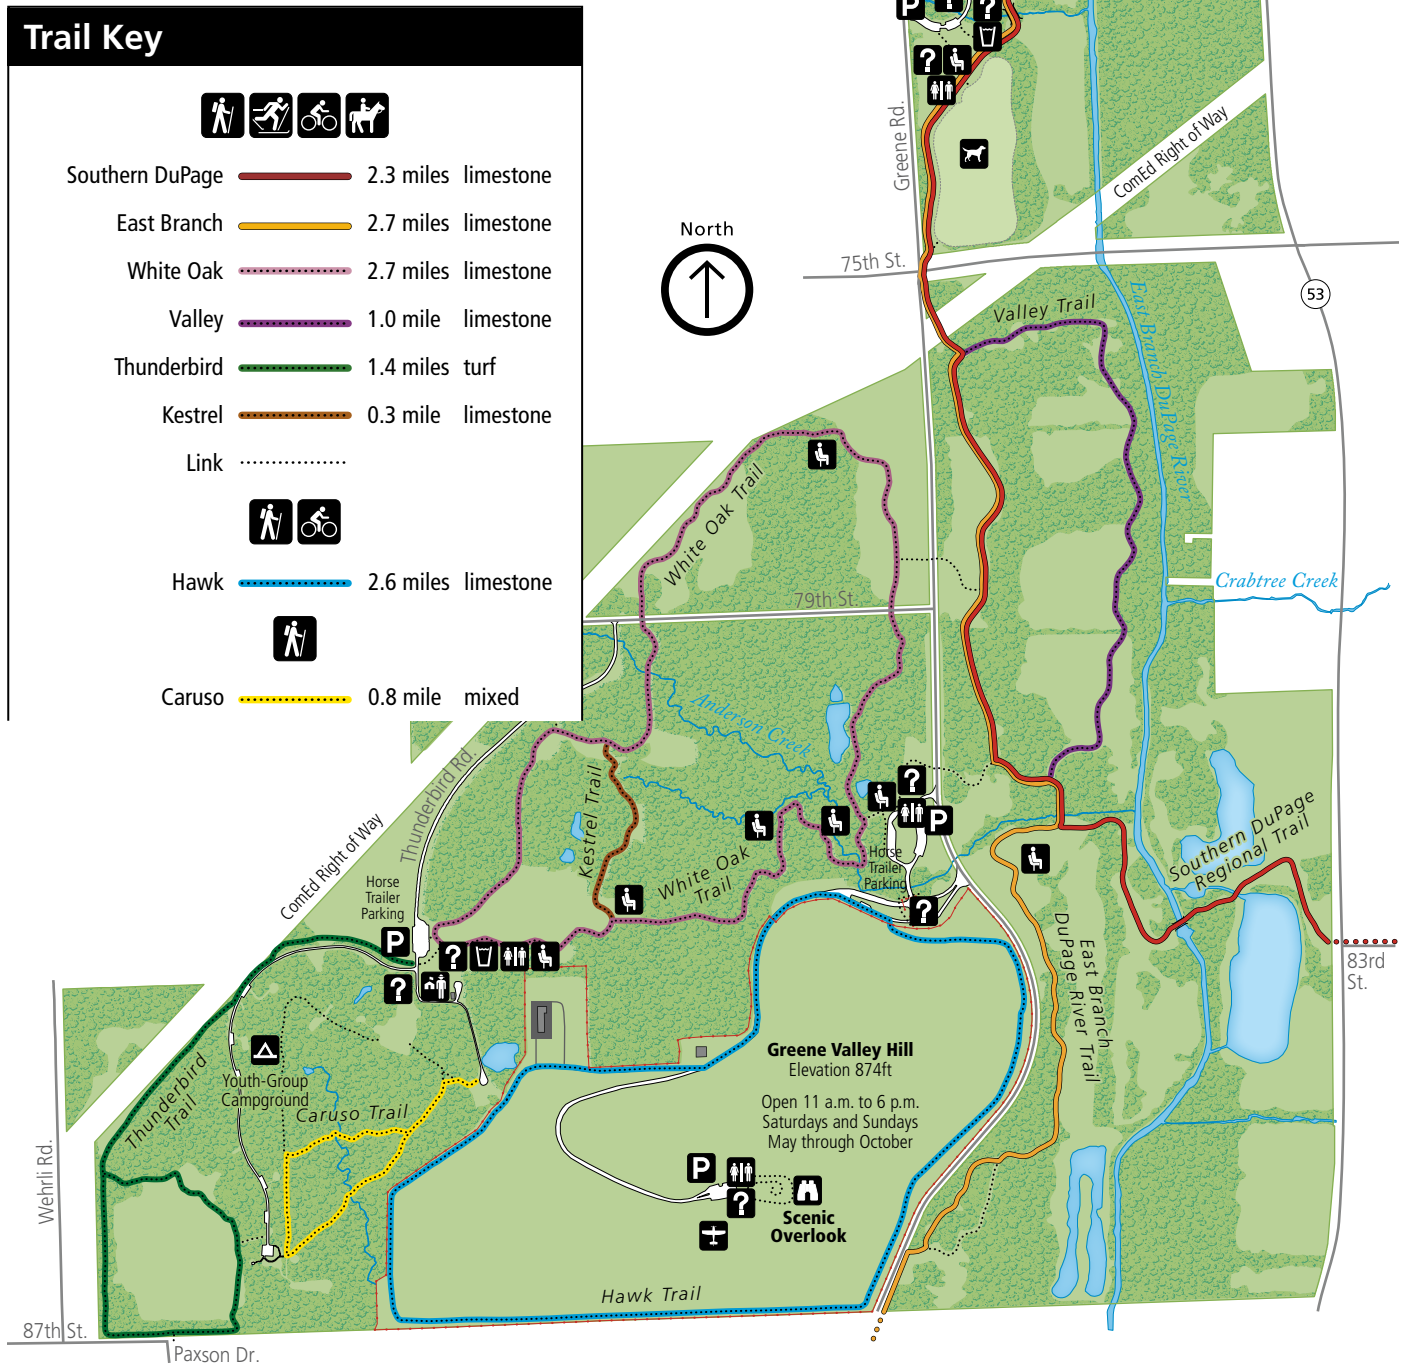 Trail Key
Southern DuPage 2.3 miles limestone
East Branch 2.7 miles limestone
White Oak 2.7 miles limestone
Valley 1.0 mile limestone
Thunderbird 1.4 miles turf
Kestrel 0.3 mile limestone
Link
Hawk 2.6 miles limestone
Caruso 0.8 mile mixed
P
?
?
?
Greene Rd.
ComEd Right of Way
North
75th St.
53
Valley Trail
East Branch DuPage River
White Oak Trail
79th St.
Crabtree Creek
Anderson Creek
Thunderbird Rd.
Kestrel Trail
?
P
Southern DuPage
Regional Trail
ComEd Right of Way
White Oak
Trail
Horse
Trailer
Parking
Horse
Trailer
Parking
?
P
?
?
East Branch
DuPage River Trail
83rd
St.
Greene Valley Hill
Elevation 874ft
Open 11 a.m. to 6 p.m.
Saturdays and Sundays
May through October
Youth-Group
Campground
Thunderbird
Trail
Caruso Trail
Wehrli Rd.
P
?
Scenic
Overlook
Hawk Trail
87th St.
Paxson Dr.